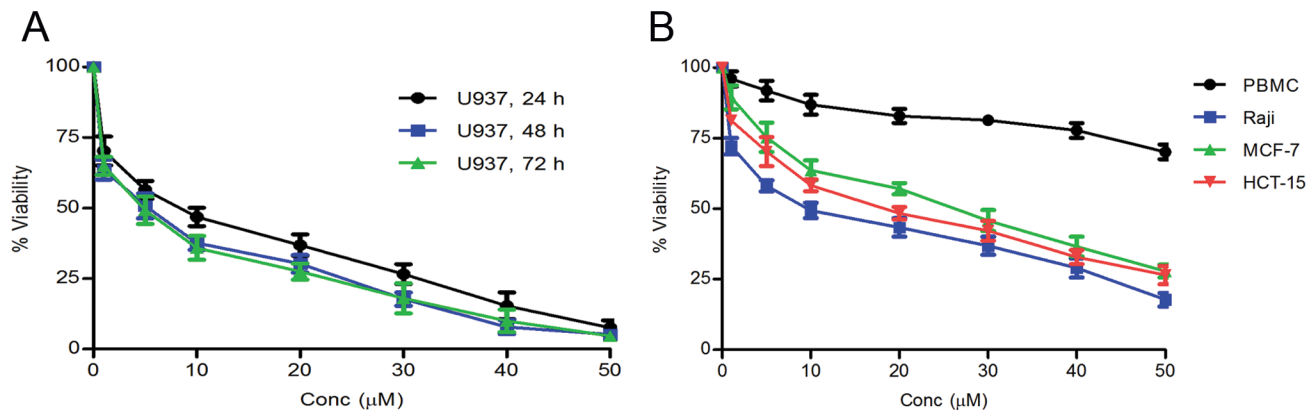 A
100
75
50
25
0
% Viability
0 10 20 30 40 50
Conc (µM)
U937, 24 h
U937, 48 h
U937, 72 h
B
100
75
50
25
0
% Viability
0 10 20 30 40 50
Conc (µM)
PBMC
Raji
MCF-7
HCT-15